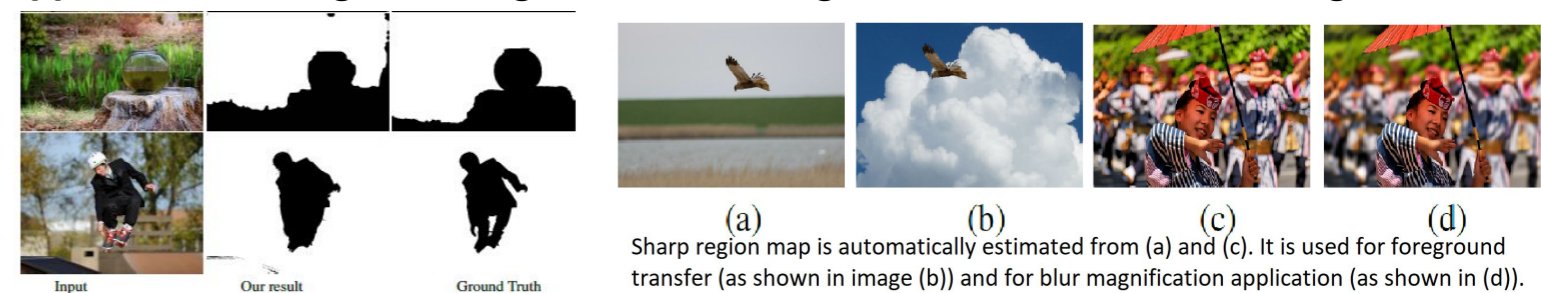 Input Our result Ground Truth
(a) (b) (c) (d)
Sharp region map is automatically estimated from (a) and (c). It is used for foreground
transfer (as shown in image (b)) and for blur magnification application (as shown in (d)).